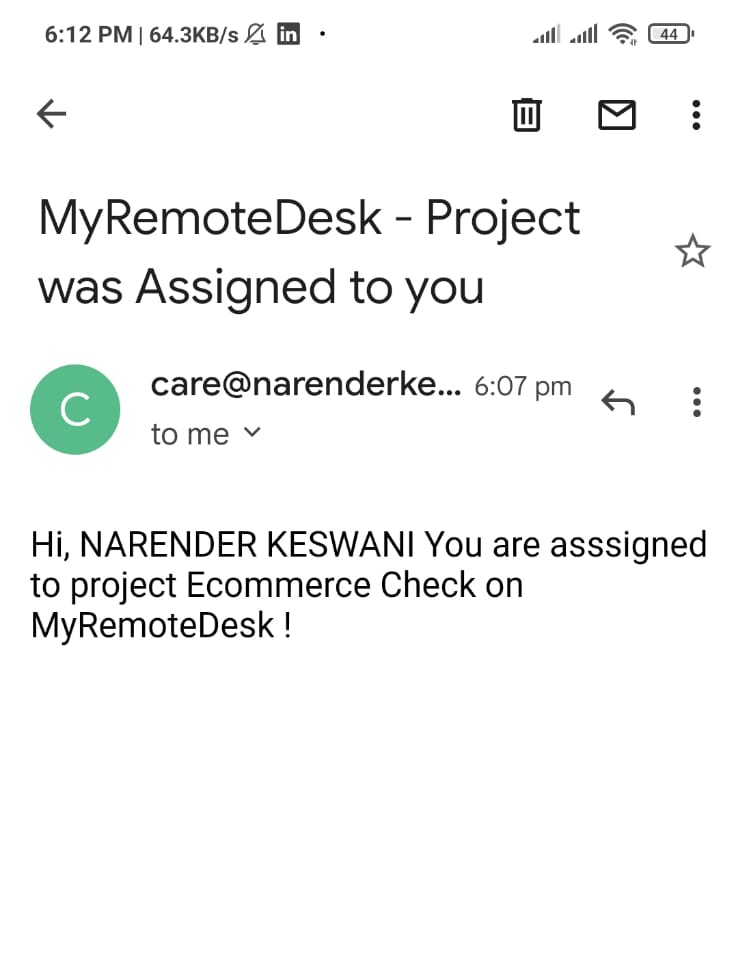 6:12 PM | 64.3KB/s in
44
MyRemoteDesk - Project
was Assigned to you
C
care@narenderke... 6:07 pm
to me
Hi, NARENDER KESWANI You are asssigned
to project Ecommerce Check on
MyRemoteDesk !